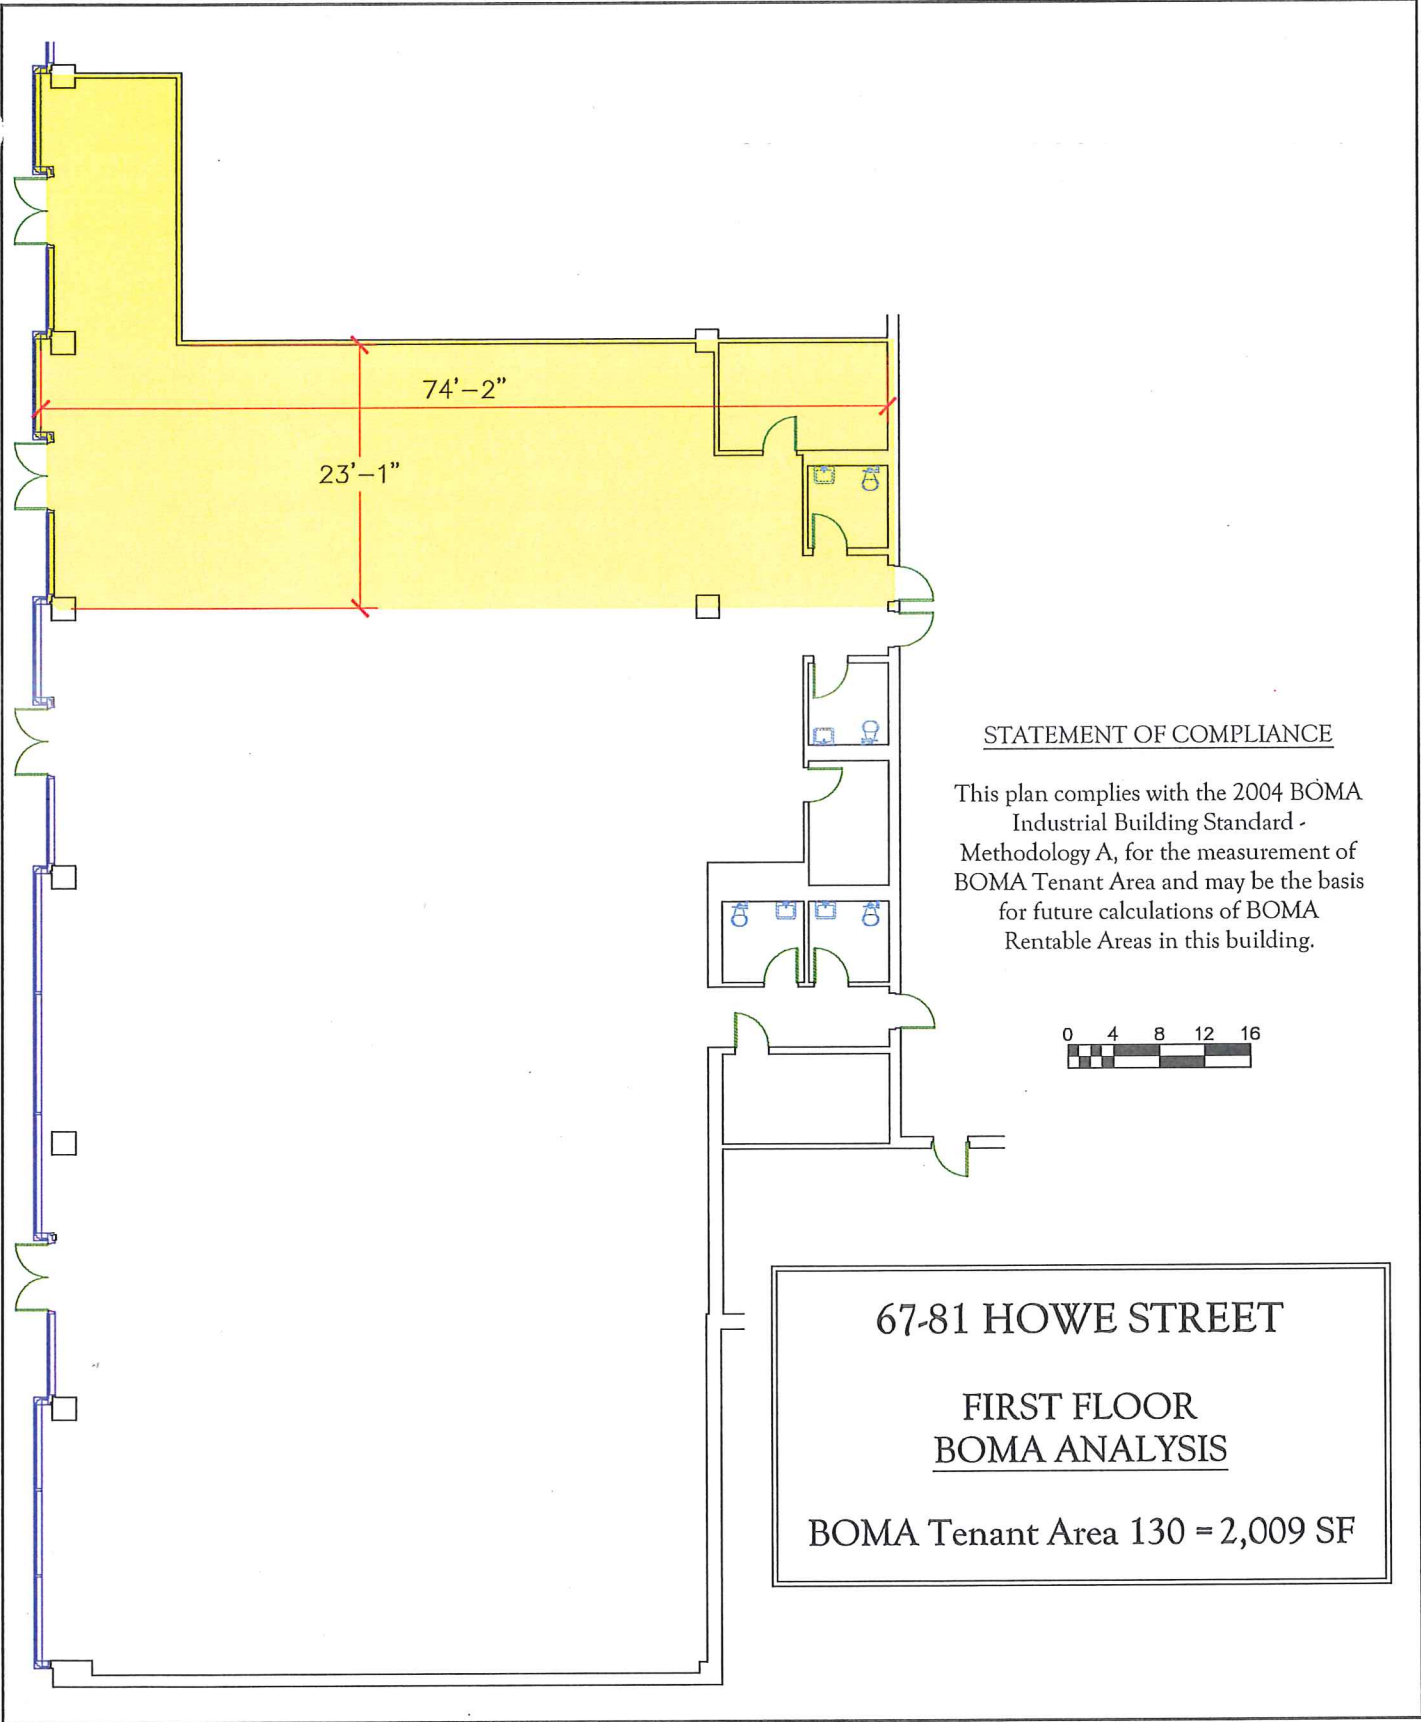 74'-2"
23'-1"
STATEMENT OF COMPLIANCE
This plan complies with the 2004 BOMA
Industrial Building Standard -
Methodology A, for the measurement of
BOMA Tenant Area and may be the basis
for future calculations of BOMA
Rentable Areas in this building.
0 4 8 12 16
67-81 HOWE STREET
FIRST FLOOR
BOMA ANALYSIS
BOMA Tenant Area 130 = 2,009 SF